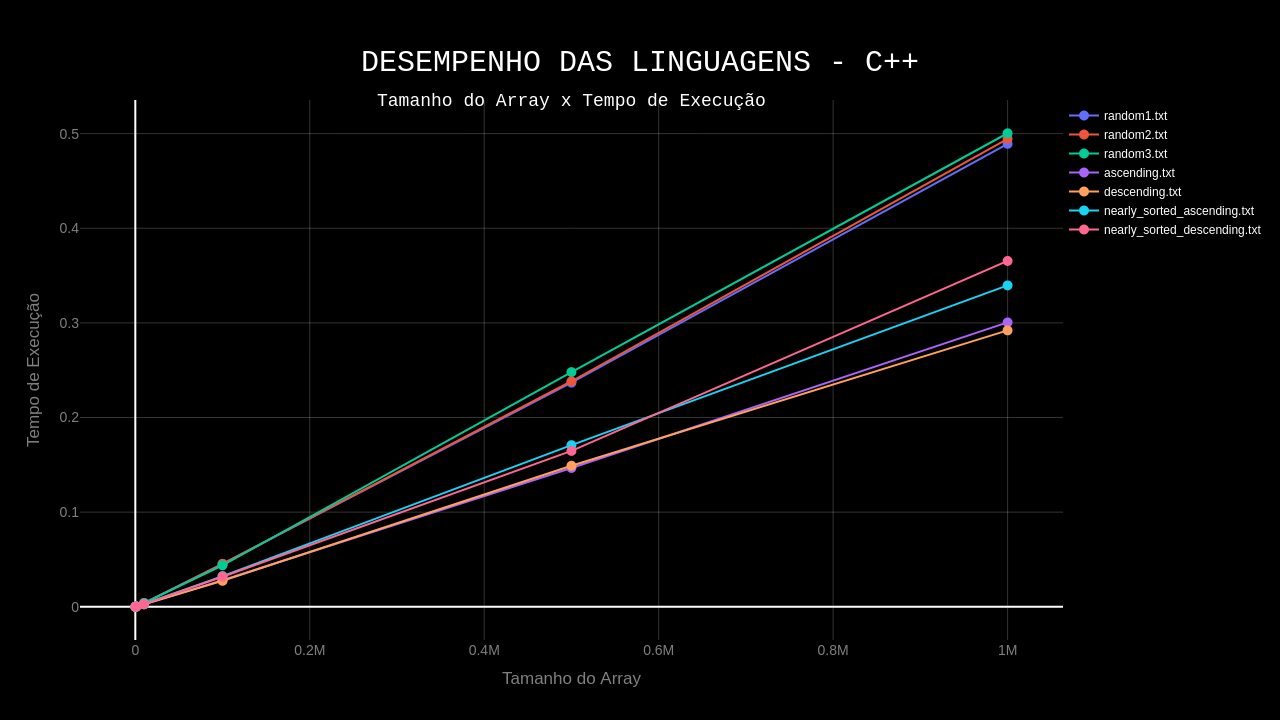 DESEMPENHO DAS LINGUAGENS - C++
Tamanho do Array x Tempo de Execução
random1.txt
random2.txt
random3.txt
ascending.txt
descending.txt
nearly_sorted_ascending.txt
nearly_sorted_descending.txt
Tempo de Execução
0.5
0.4
0.3
0.2
0.1
0
0 0.2M 0.4M 0.6M 0.8M 1M
Tamanho do Array